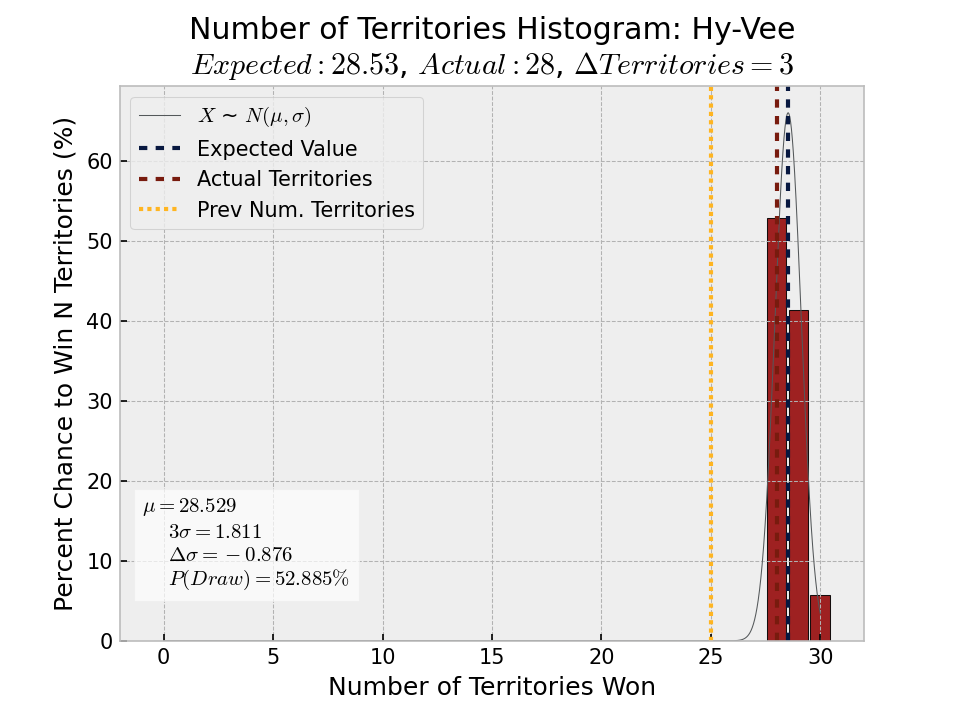 Number of Territories Histogram: Hy-Vee
Expected : 28.53, Actual : 28, ΔTerritories = 3
X ∼ N(μ, σ)
Expected Value
Actual Territories
Prev Num. Territories
Percent Chance to Win N Territories (%)
60
50
40
30
20
10
0
μ = 28.529
3σ = 1.811
Δσ = − 0.876
P(Draw) = 52.885%
0 5 10 15 20 25 30
Number of Territories Won